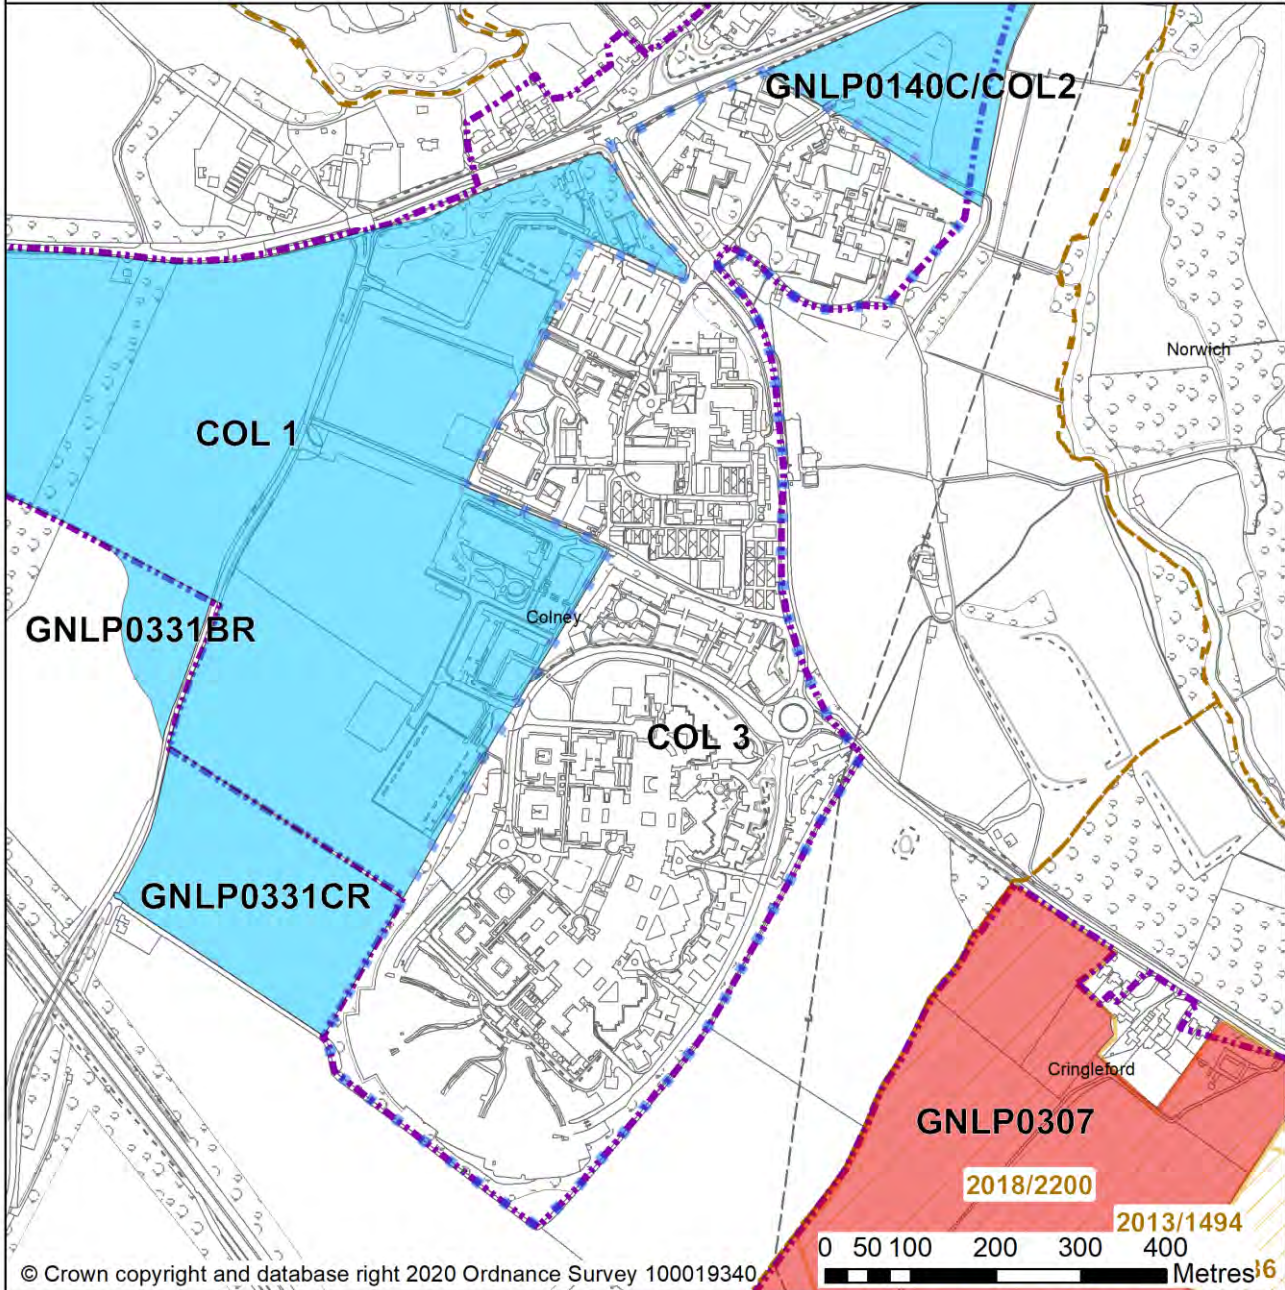 GNLP0140C/COL2
Norwich
COL 1
Colney
GNLP0331BR
COL 3
GNLP0331CR
Cringleford
GNLP0307
2018/2200
2013/1494
0 50 100 200 300 400
Metres
© Crown copyright and database right 2020 Ordnance Survey 100019340